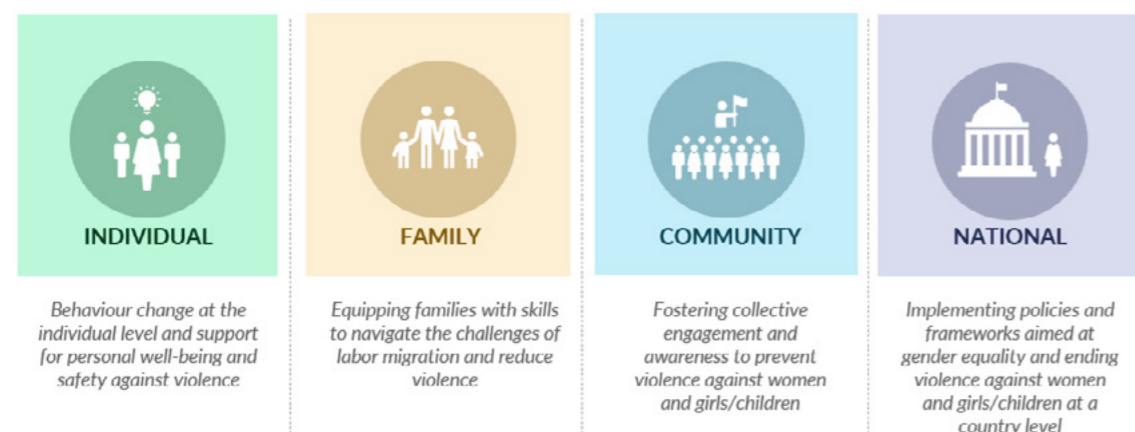 INDIVIDUAL
Behaviour change at the
individual level and support
for personal well-being and
safety against violence
FAMILY
Equipping families with skills
to navigate the challenges of
labor migration and reduce
violence
COMMUNITY
Fostering collective
engagement and
awareness to prevent
violence against women
and girls/children
NATIONAL
Implementing policies and
frameworks aimed at
gender equality and ending
violence against women
and girls/children at a
country level